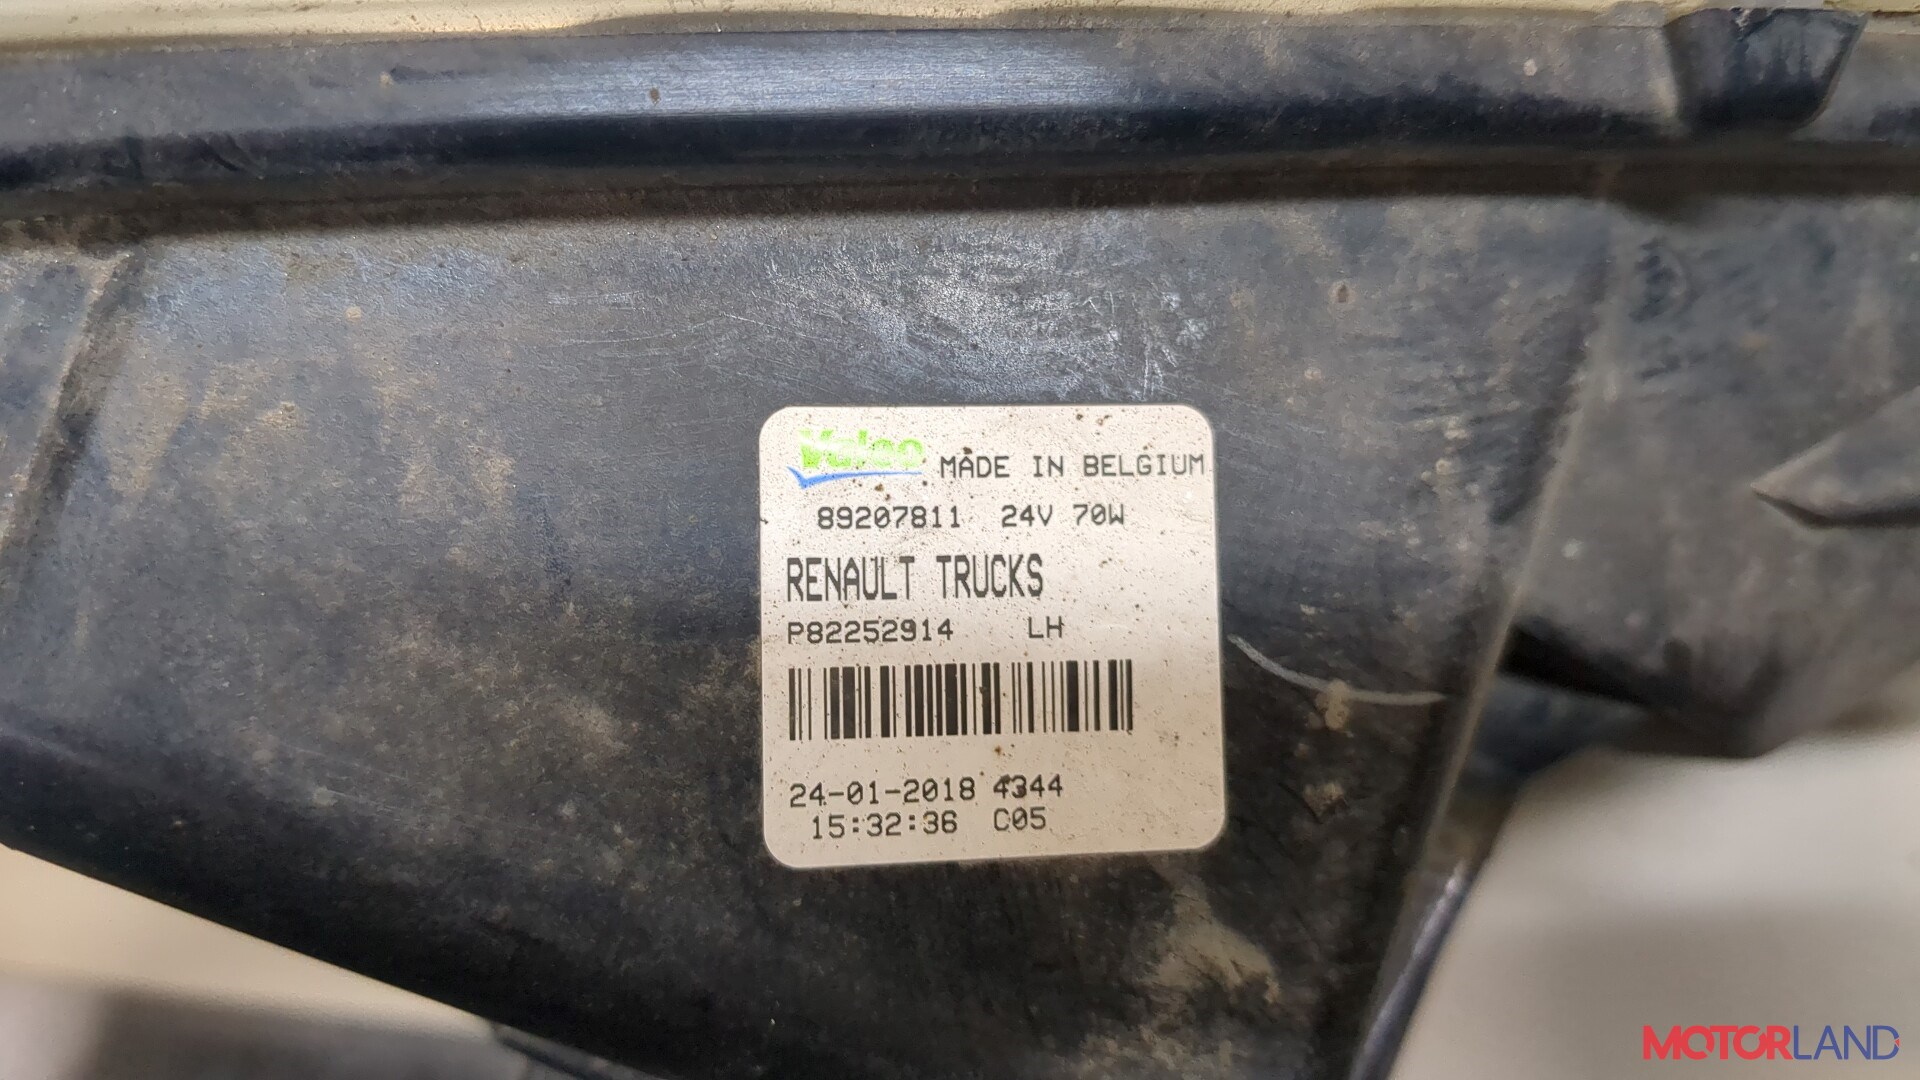 Valeo MADE IN BELGIUM
89207811 24V 70W
RENAULT TRUCKS
P82252914 LH
24-01-2018 4344
15:32:36 C05
MOTORLAND